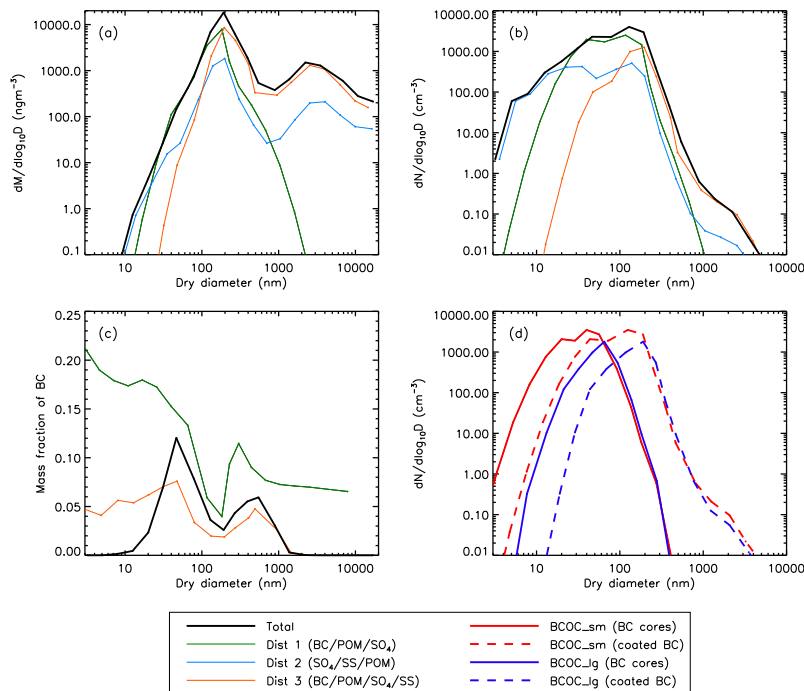 (a)
10000.0
1000.0
100.0
10.0
1.0
0.1
dM/dlog₁₀D (ngm⁻³)
10 100 1000 10000
Dry diameter (nm)
(b)
10000.00
1000.00
100.00
10.00
1.00
0.10
0.01
dN/dlog₁₀D (cm⁻³)
10 100 1000 10000
Dry diameter (nm)
(c)
0.25
0.20
0.15
0.10
0.05
0.00
Mass fraction of BC
10 100 1000 10000
Dry diameter (nm)
(d)
10000.00
1000.00
100.00
10.00
1.00
0.10
0.01
dN/dlog₁₀D (cm⁻³)
10 100 1000 10000
Dry diameter (nm)
Total
Dist 1 (BC/POM/SO₄)
Dist 2 (SO₄/SS/POM)
Dist 3 (BC/POM/SO₄/SS)
BCOC_sm (BC cores)
BCOC_sm (coated BC)
BCOC_lg (BC cores)
BCOC_lg (coated BC)